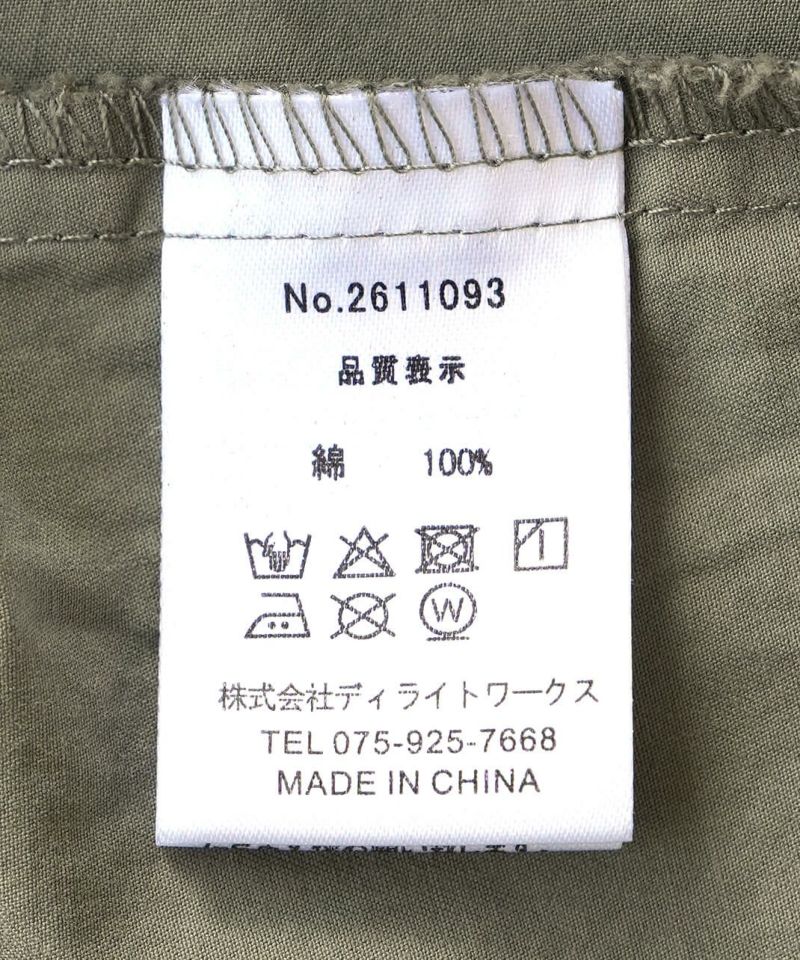 No.2611093
品質表示
綿 100%
W
株式会社ディライトワークス
TEL 075-925-7668
MADE IN CHINA